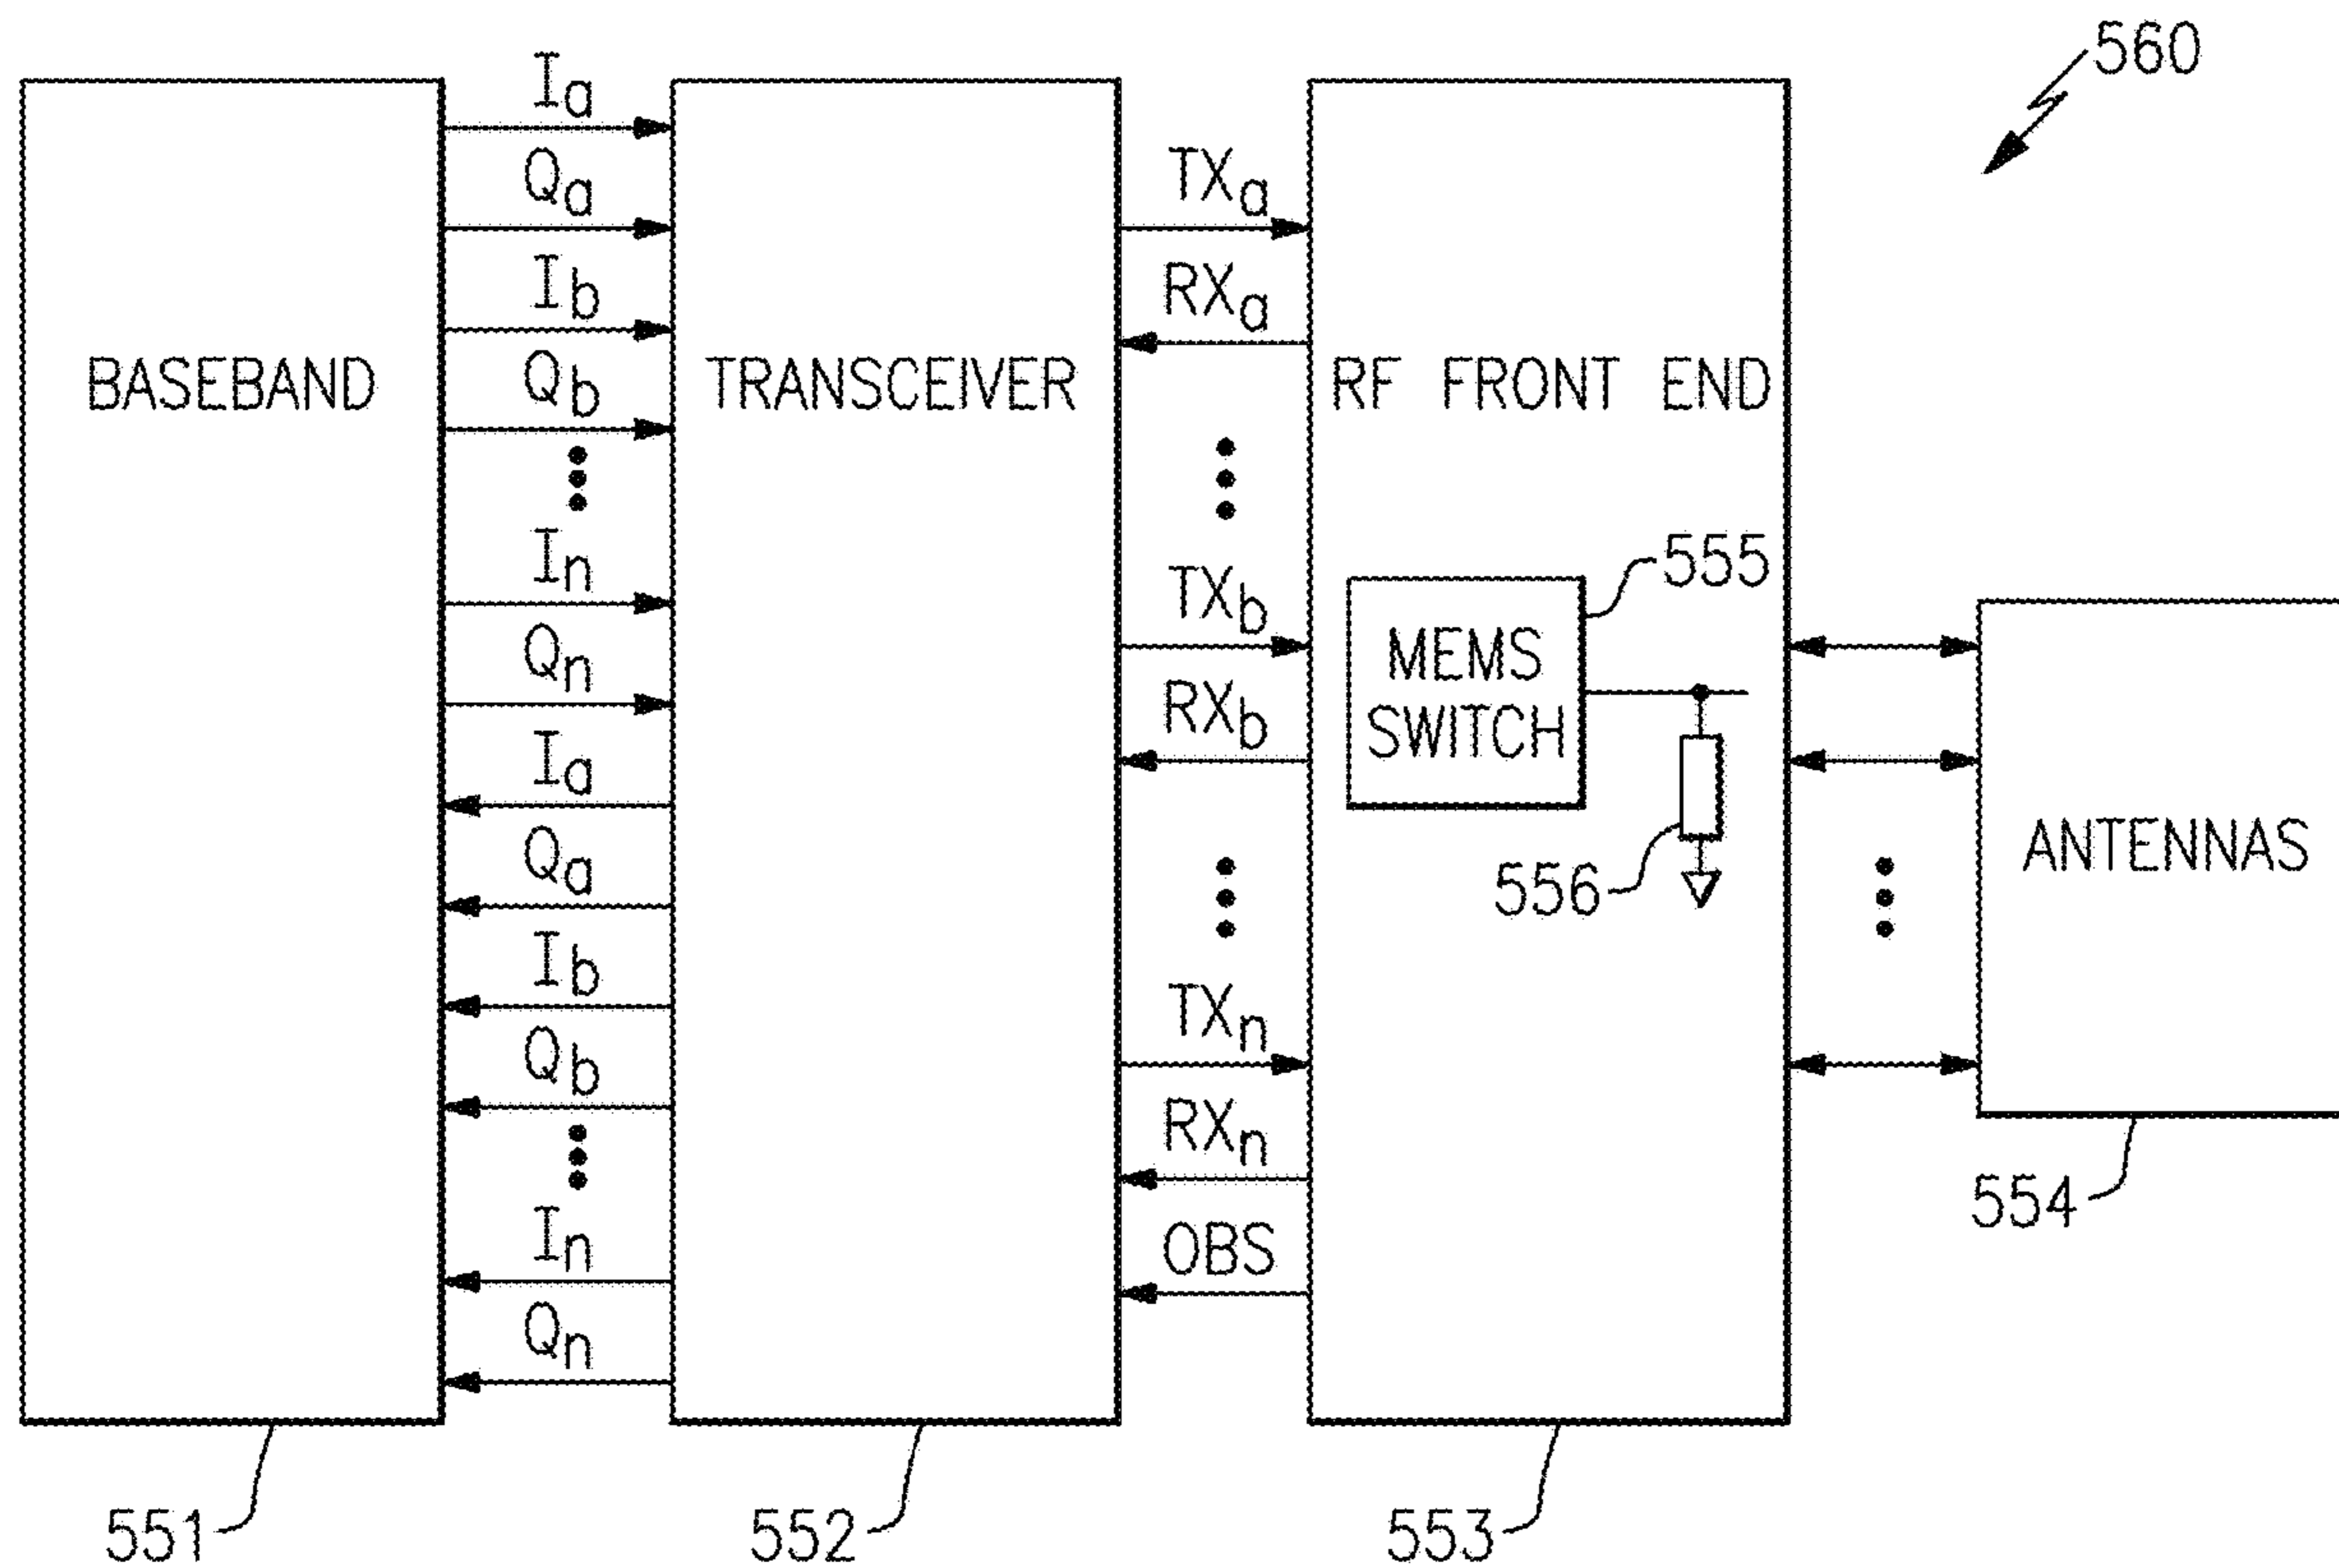 560
Ia
Qa
Ib
Qb
In
Qn
Ia
Qa
Ib
Qb
In
Qn
BASEBAND
TRANSCEIVER
RF FRONT END
TXa
RXa
TXb
RXb
TXn
RXn
OBS
555
MEMS
SWITCH
556
ANTENNAS
554
551
552
553